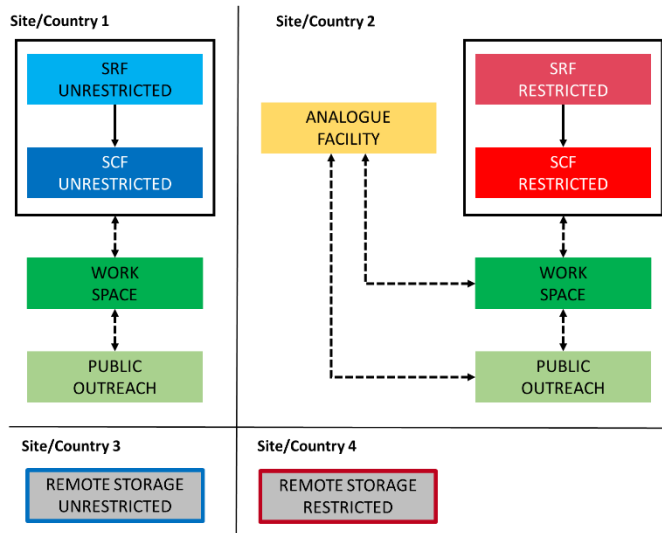 Site/Country 1
SRF
UNRESTRICTED
SCF
UNRESTRICTED
WORK
SPACE
PUBLIC
OUTREACH
Site/Country 2
ANALOGUE
FACILITY
SRF
RESTRICTED
SCF
RESTRICTED
WORK
SPACE
PUBLIC
OUTREACH
Site/Country 3
REMOTE STORAGE
UNRESTRICTED
Site/Country 4
REMOTE STORAGE
RESTRICTED